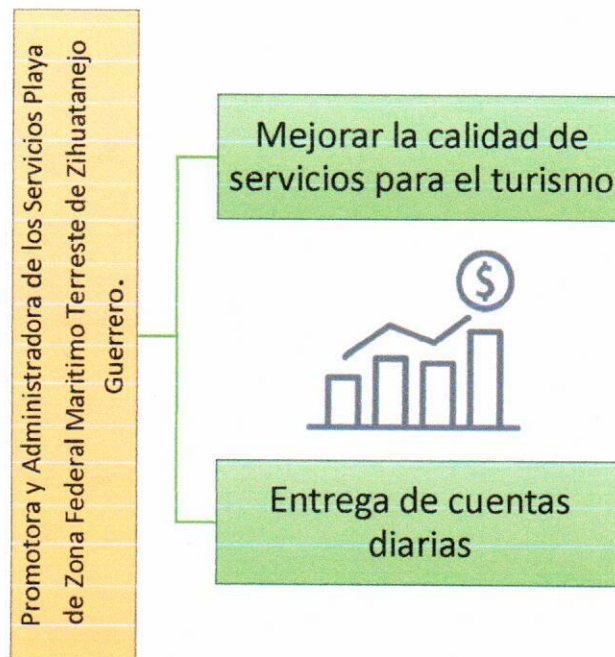 Promotora y Administradora de los Servicios Playa
de Zona Federal Maritimo Terreste de Zihuatanejo
Guerrero.
Mejorar la calidad de
servicios para el turismo
$
Entrega de cuentas
diarias